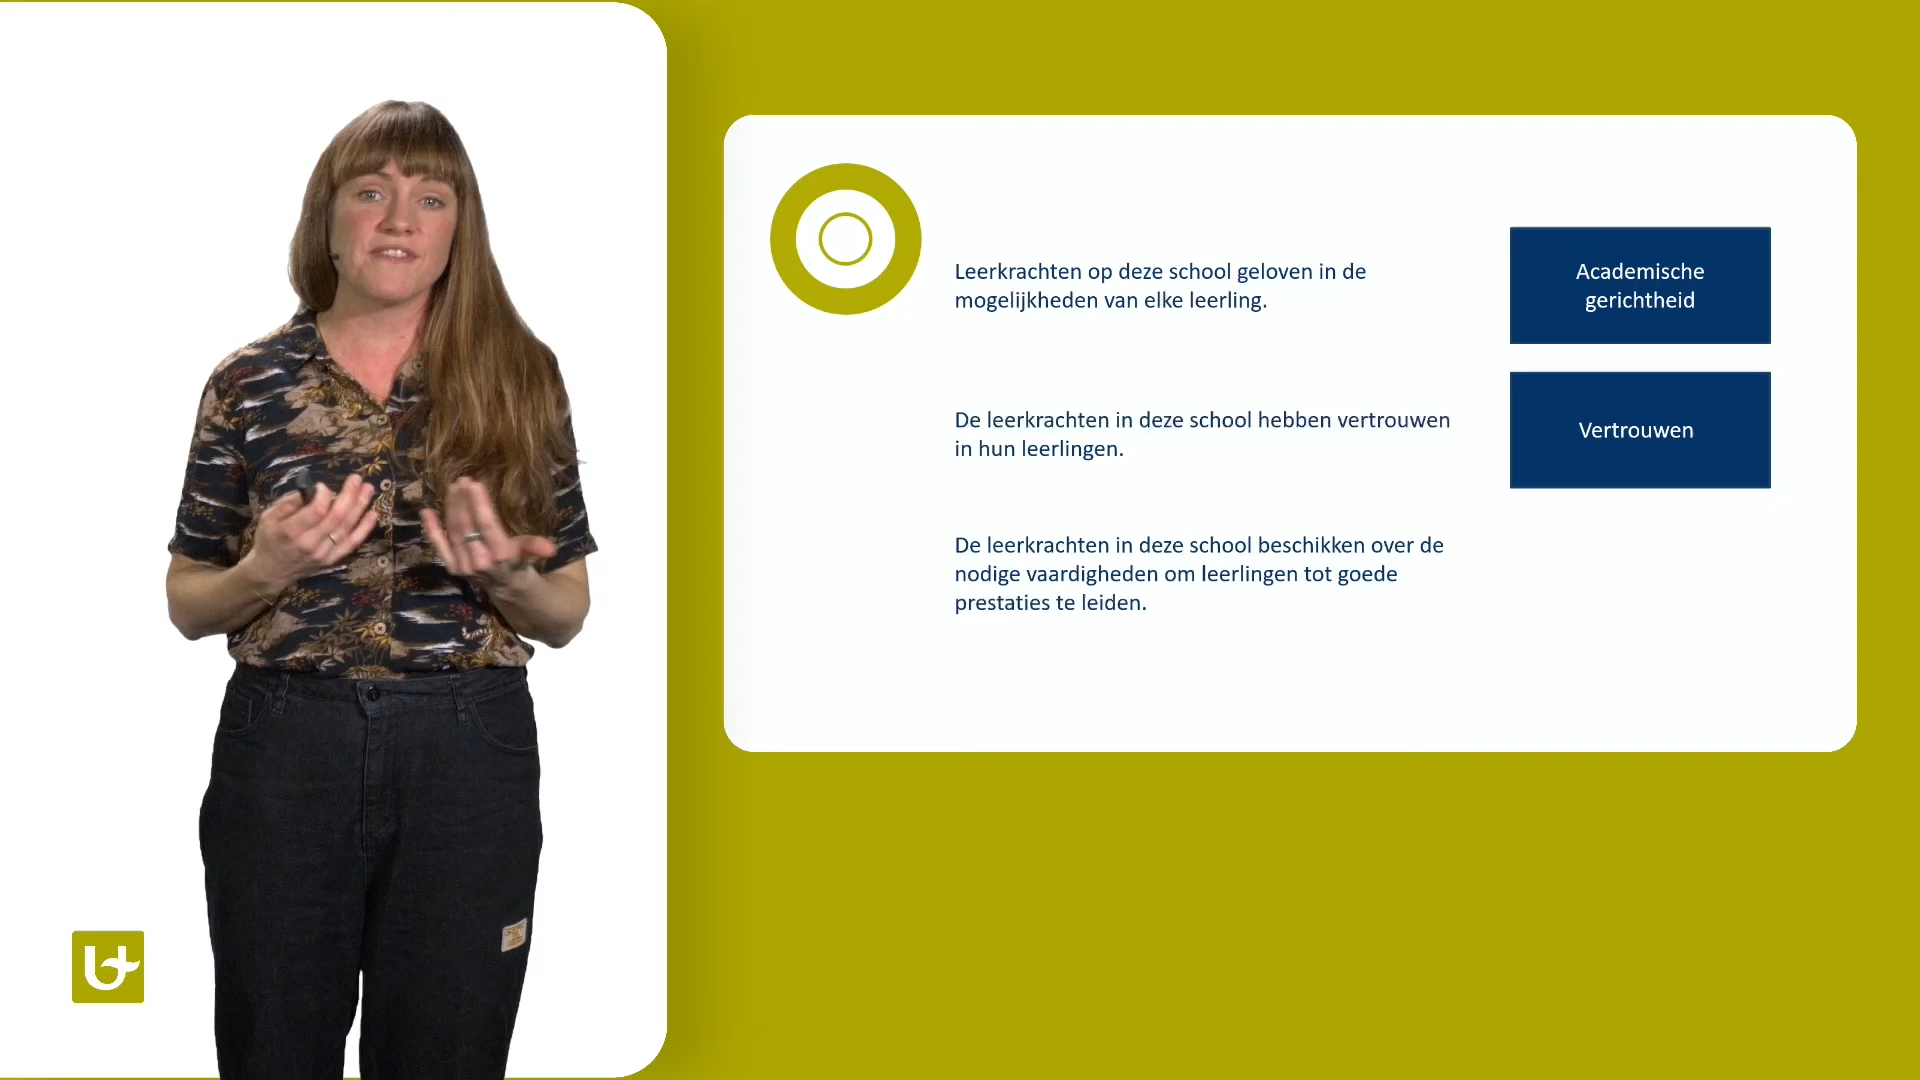 Leerkrachten op deze school geloven in de
mogelijkheden van elke leerling.
Academische
gerichtheid
De leerkrachten in deze school hebben vertrouwen
in hun leerlingen.
Vertrouwen
De leerkrachten in deze school beschikken over de
nodige vaardigheden om leerlingen tot goede
prestaties te leiden.